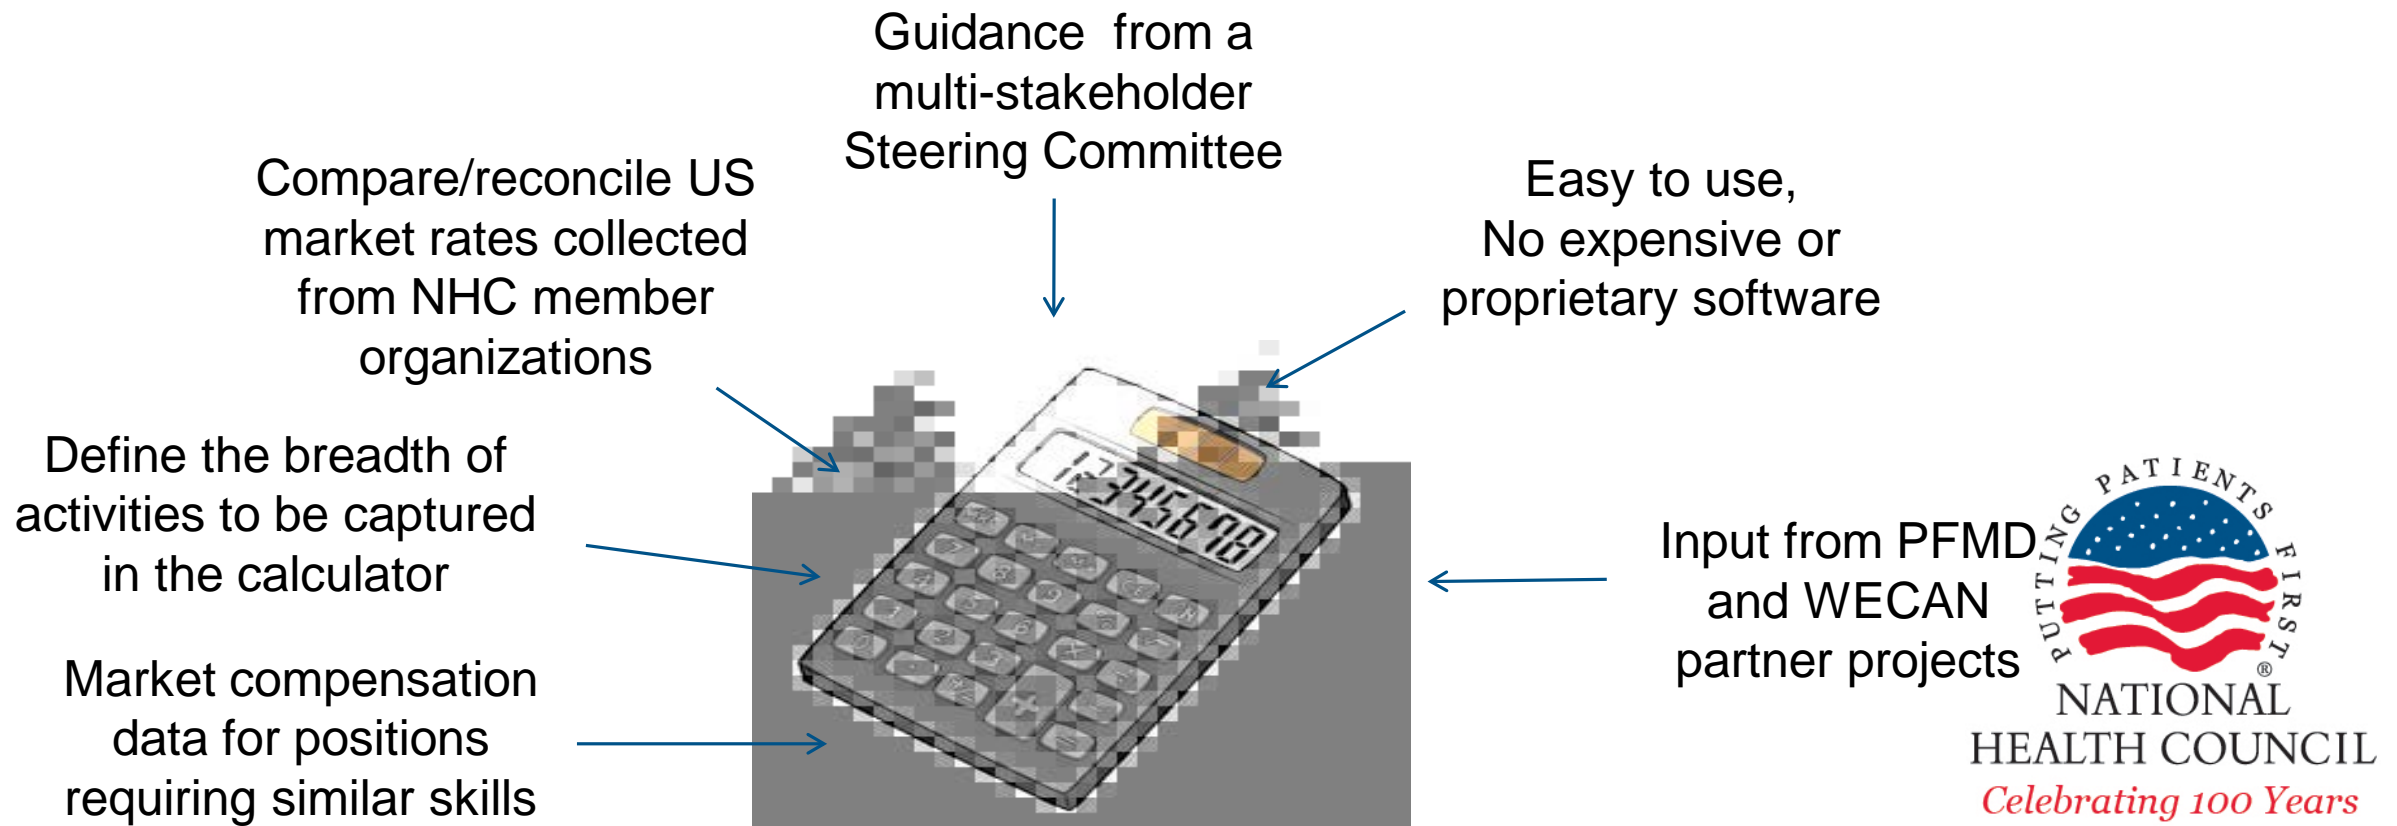 Guidance from a
multi-stakeholder
Steering Committee
Compare/reconcile US
market rates collected
from NHC member
organizations
Easy to use,
No expensive or
proprietary software
Define the breadth of
activities to be captured
in the calculator
Market compensation
data for positions
requiring similar skills
12345678
Input from PFMD
and WECAN
partner projects
PUTTING PATIENTS FIRST®
NATIONAL
HEALTH COUNCIL
Celebrating 100 Years